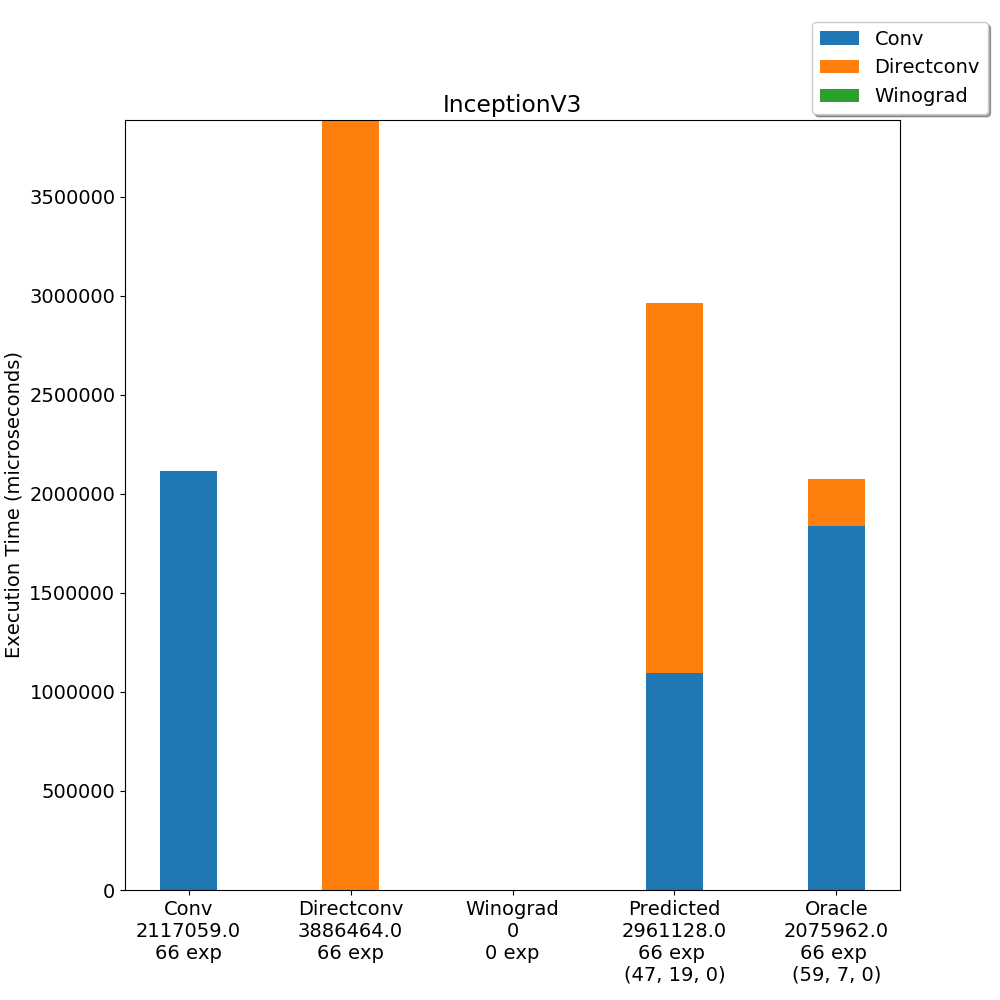 Conv
Directconv
Winograd
InceptionV3
Execution Time (microseconds)
3500000
3000000
2500000
2000000
1500000
1000000
500000
0
Conv Directconv Winograd Predicted Oracle
2117059.0 3886464.0 0 2961128.0 2075962.0
66 exp 66 exp 0 exp 66 exp 66 exp
(47, 19, 0) (59, 7, 0)